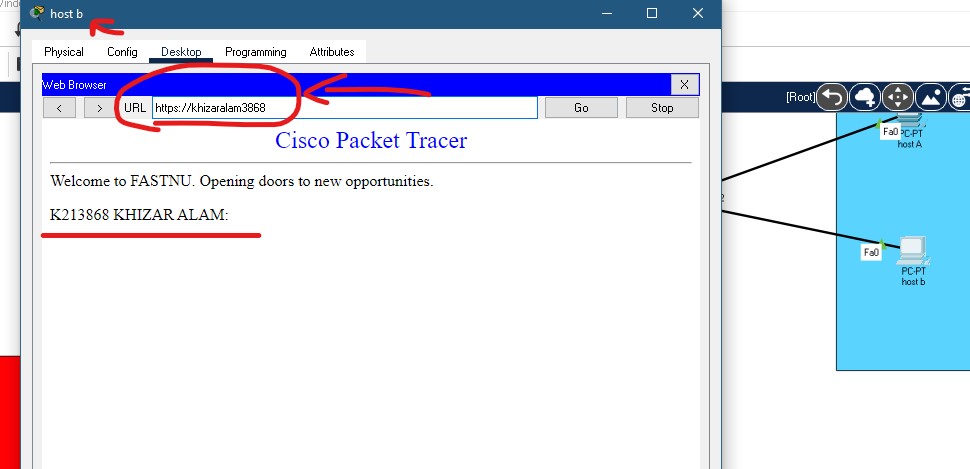 host b
Physical Config Desktop Programming Attributes
Web Browser X
< > URL https://khizaralam3868 Go Stop
Cisco Packet Tracer
Welcome to FASTNU. Opening doors to new opportunities.
K213868 KHIZAR ALAM:
[Root]
Fa0 PC-PT
host A
Fa0
PC-PT
host b